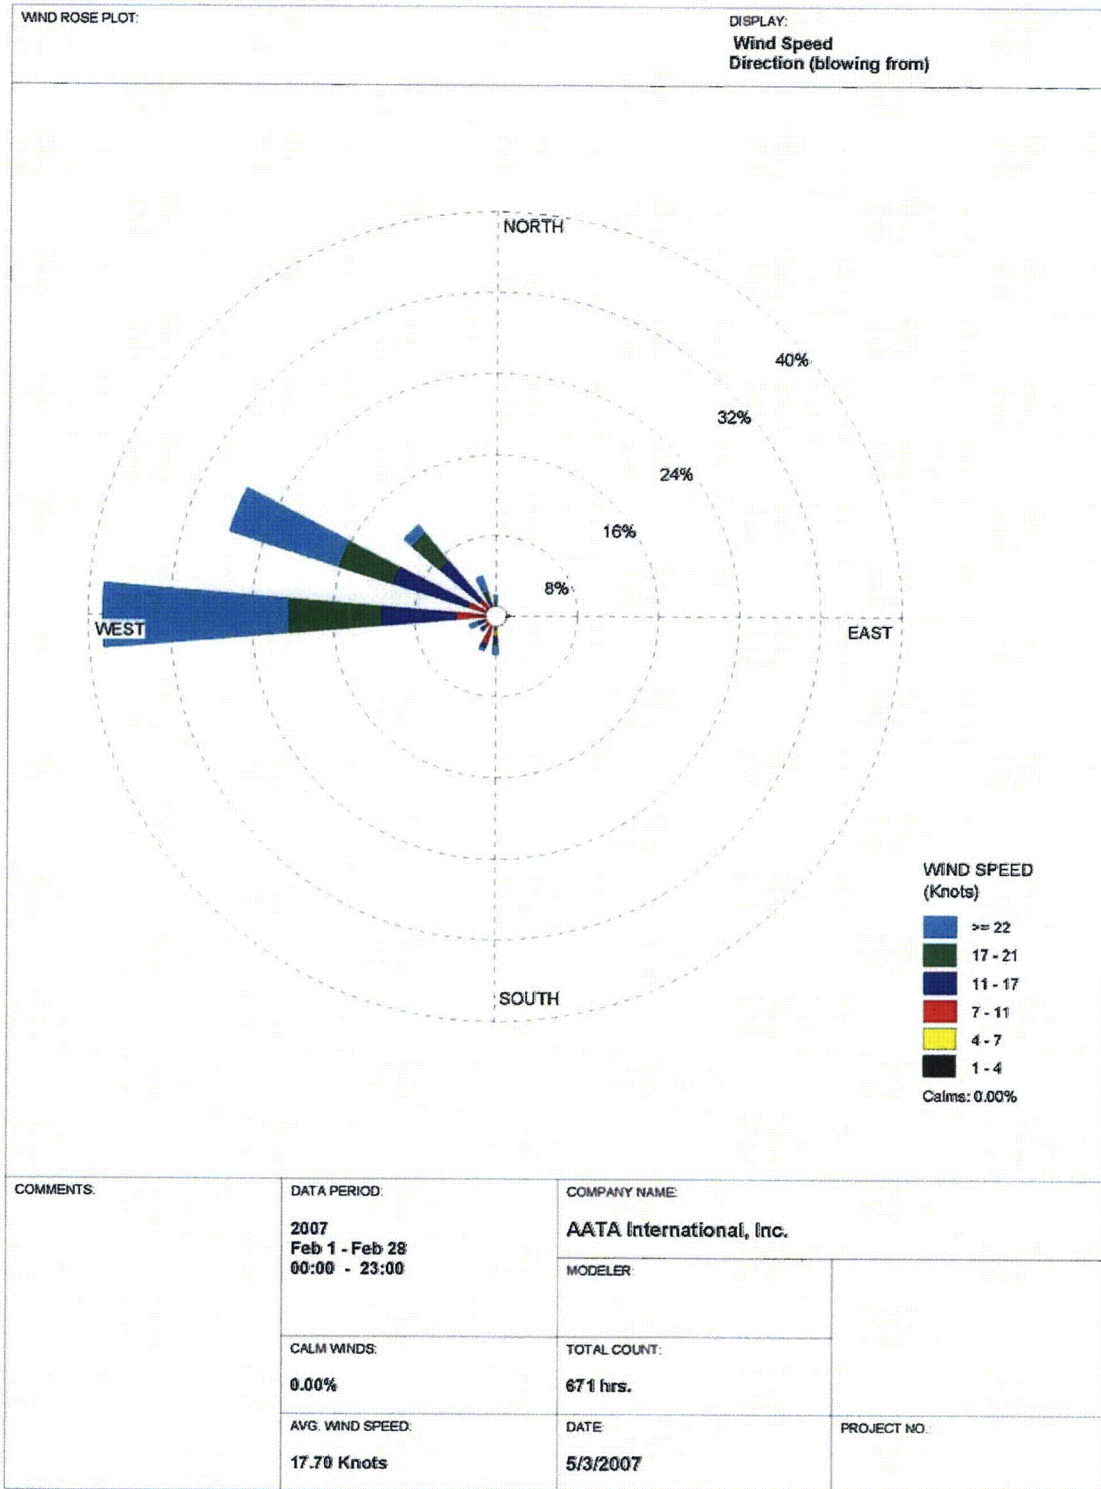 WIND ROSE PLOT:
DISPLAY:
Wind Speed
Direction (blowing from)
NORTH
40%
32%
24%
16%
8%
WEST
EAST
SOUTH
WIND SPEED
(Knots)
>= 22
17 - 21
11 - 17
7 - 11
4 - 7
1 - 4
Calms: 0.00%
COMMENTS:
DATA PERIOD:
2007
Feb 1 - Feb 28
00:00 - 23:00
COMPANY NAME:
AATA International, Inc.
MODELER:
CALM WINDS:
0.00%
TOTAL COUNT:
671 hrs.
AVG. WIND SPEED:
17.70 Knots
DATE:
5/3/2007
PROJECT NO.: